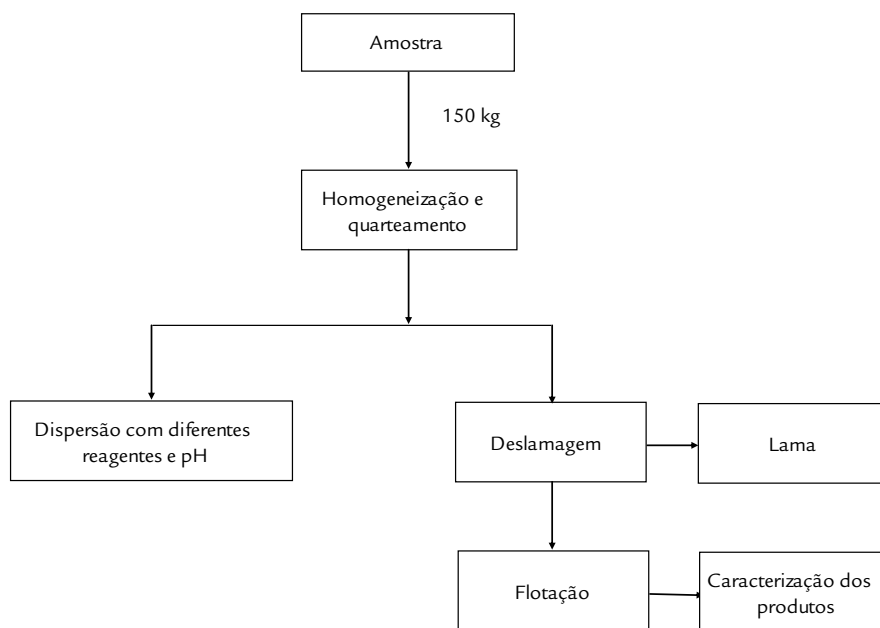 Amostra
150 kg
Homogeneização e
quarteamento
Dispersão com diferentes
reagentes e pH
Deslamagem
Lama
Flotação
Caracterização dos
produtos